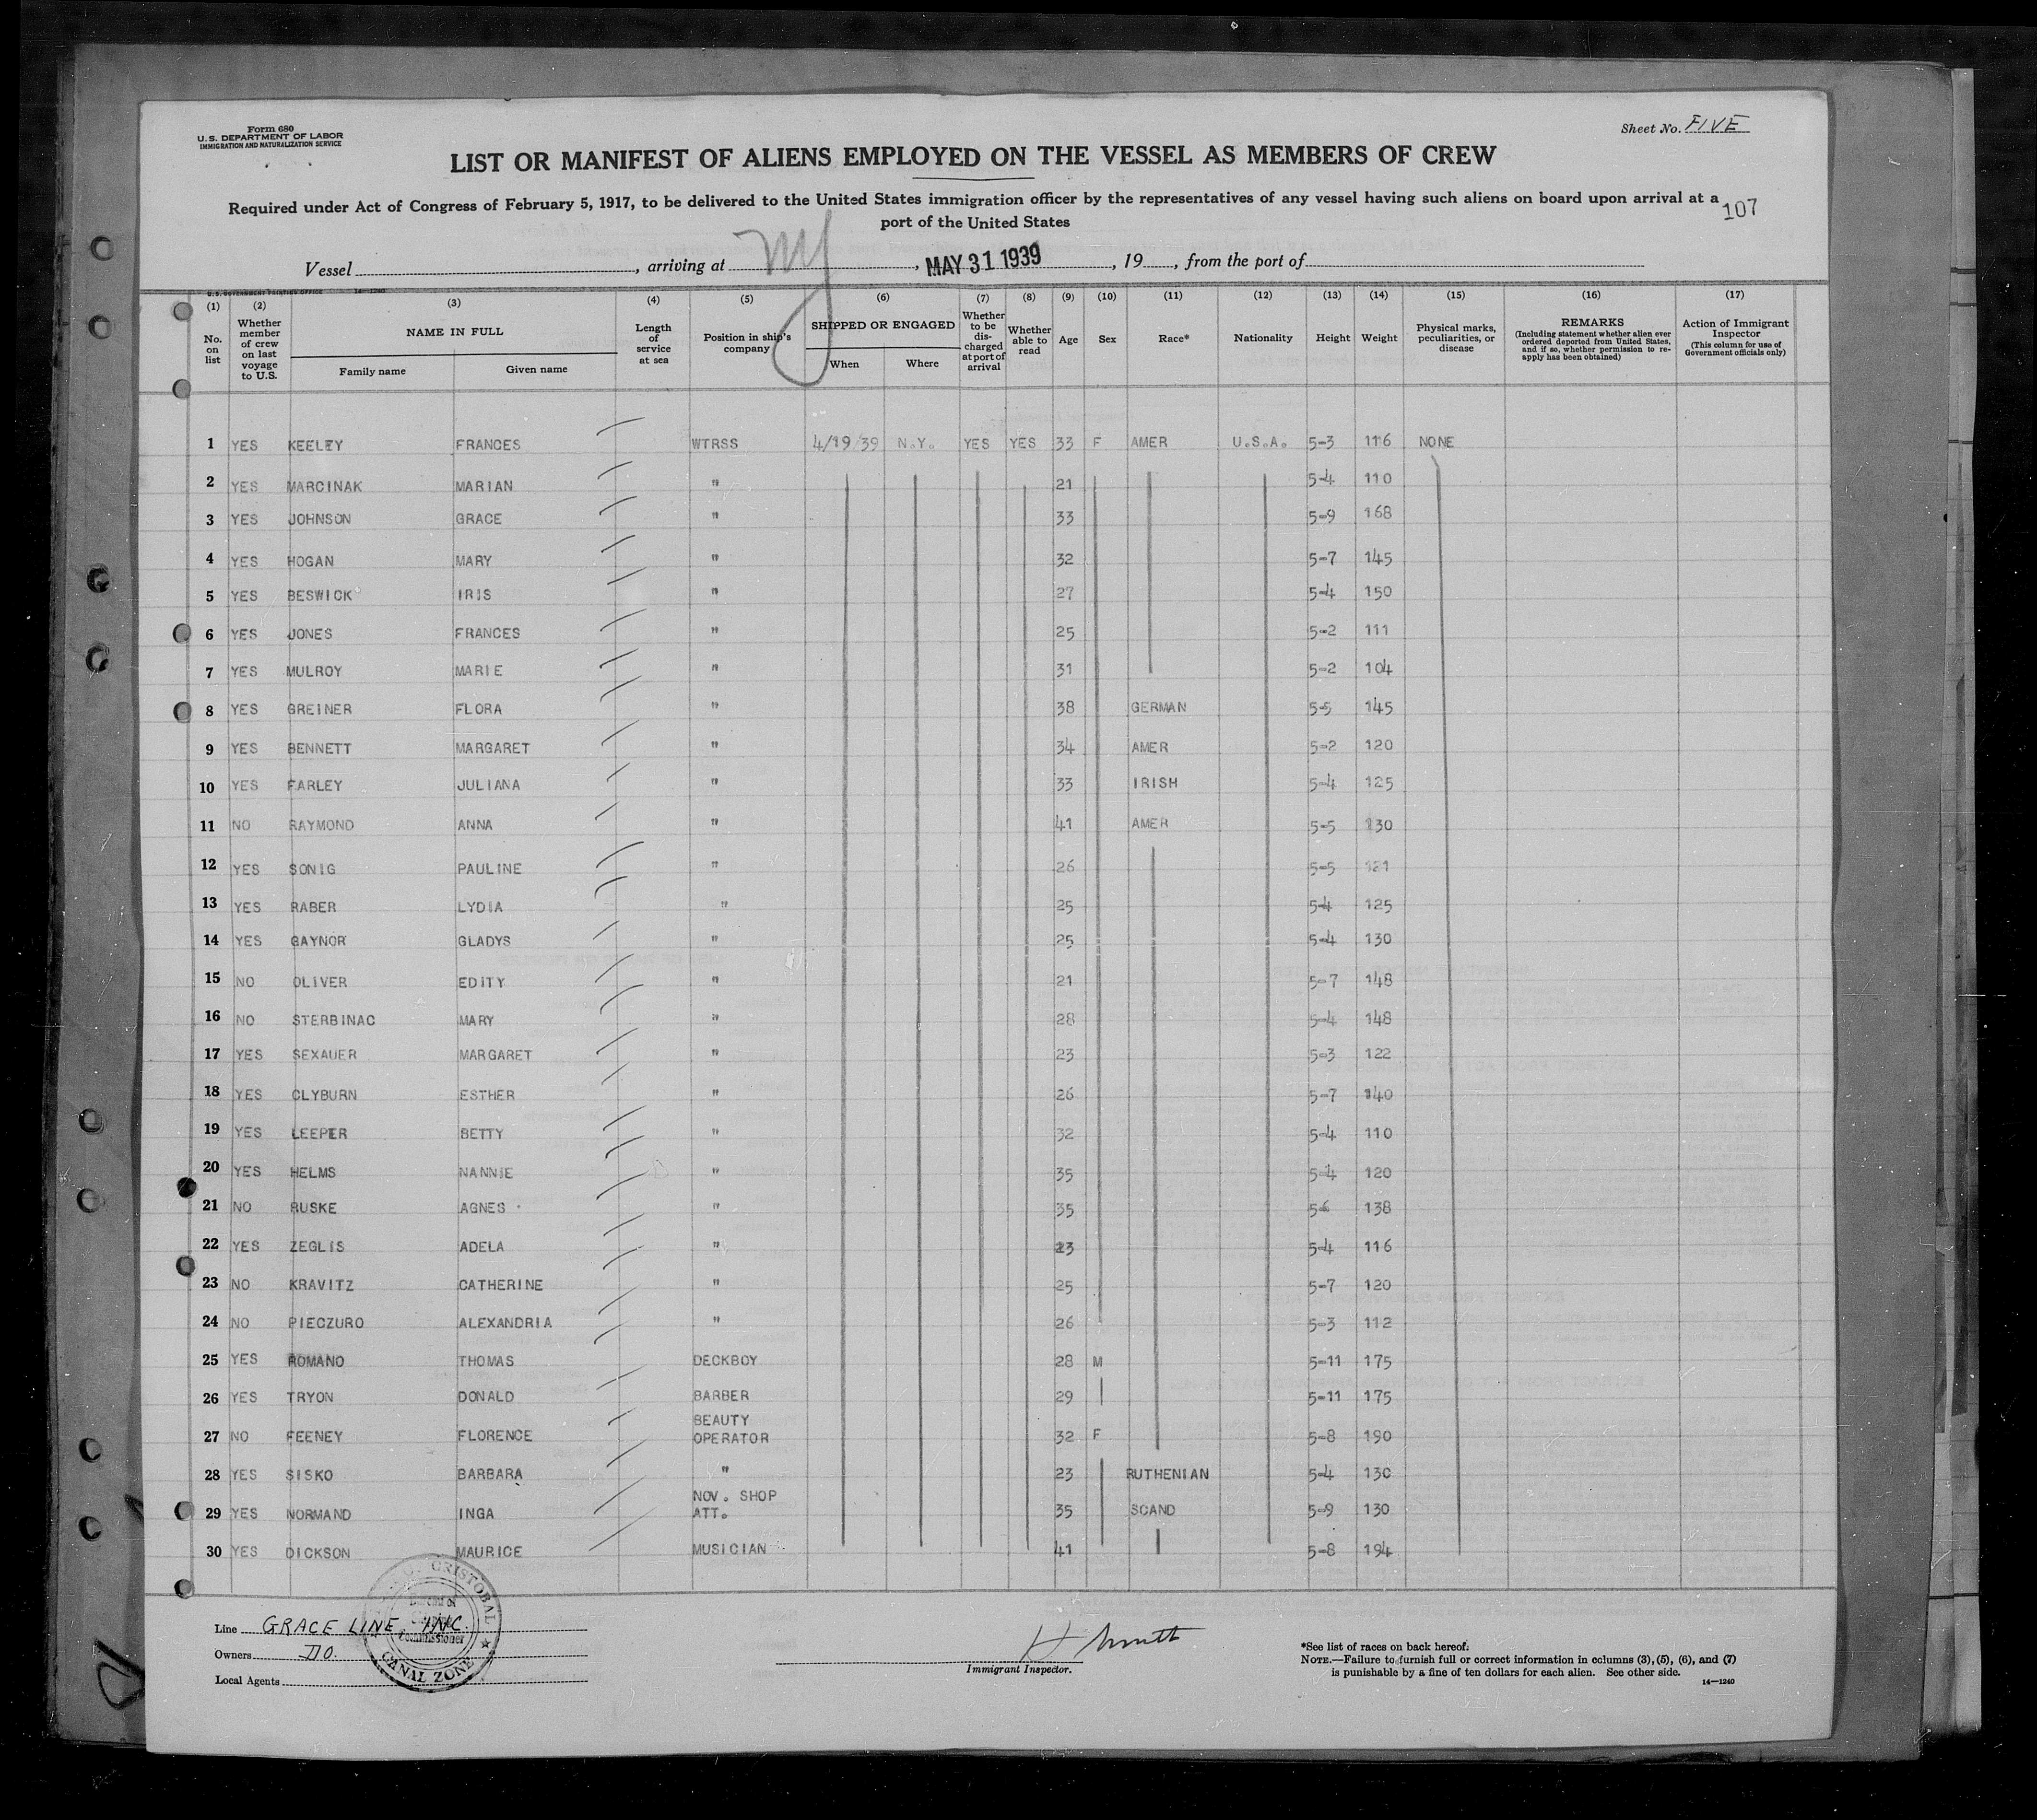 Form 680
U. S. DEPARTMENT OF LABOR
IMMIGRATION AND NATURALIZATION SERVICE
Sheet No. FIVE
LIST OR MANIFEST OF ALIENS EMPLOYED ON THE VESSEL AS MEMBERS OF CREW
Required under Act of Congress of February 5, 1917, to be delivered to the United States immigration officer by the representatives of any vessel having such aliens on board upon arrival at a
port of the United States
107
Vessel , arriving at NY , MAY 31 1939 , 19 , from the port of
U. S. GOVERNMENT PRINTING OFFICE 14—1240
(1) (2) (3) (4) (5) (6) (7) (8) (9) (10) (11) (12) (13) (14) (15) (16) (17)
No. on list
Whether member of crew on last voyage to U.S.
NAME IN FULL
Family name Given name
Length of service at sea
Position in ship's company
SHIPPED OR ENGAGED
When Where
Whether to be discharged at port of arrival
Whether able to read
Age
Sex
Race*
Nationality
Height
Weight
Physical marks, peculiarities, or disease
REMARKS
(Including statement whether alien ever ordered deported from United States, and if so, whether permission to reapply has been obtained)
Action of Immigrant Inspector
(This column for use of Government officials only)
1 YES KEELEY FRANCES WTRSS 4/19/39 N.Y. YES YES 33 F AMER U.S.A. 5-3 116 NONE
2 YES MARCINAK MARIAN " 21 5-4 110
3 YES JOHNSON GRACE " 33 5-9 168
4 YES HOGAN MARY " 32 5-7 145
5 YES BESWICK IRIS " 27 5-4 150
6 YES JONES FRANCES " 25 5-2 111
7 YES MULROY MARIE " 31 5-2 104
8 YES GREINER FLORA " 38 GERMAN 5-5 145
9 YES BENNETT MARGARET " 34 AMER 5-2 120
10 YES FARLEY JULIANA " 33 IRISH 5-4 125
11 NO RAYMOND ANNA " 41 AMER 5-5 130
12 YES SONIG PAULINE " 26 5-5 121
13 YES RABER LYDIA " 25 5-4 125
14 YES GAYNOR GLADYS " 25 5-4 130
15 NO OLIVER EDITY " 21 5-7 148
16 NO STERBINAC MARY " 28 5-4 148
17 YES SEXAUER MARGARET " 23 5-3 122
18 YES CLYBURN ESTHER " 26 5-7 140
19 YES LEEPER BETTY " 32 5-4 110
20 YES HELMS NANNIE " 35 5-4 120
21 NO RUSKE AGNES " 35 5-6 138
22 YES ZEGLIS ADELA " 23 5-4 116
23 NO KRAVITZ CATHERINE " 25 5-7 120
24 NO PIECZURO ALEXANDRIA " 26 5-3 112
25 YES ROMANO THOMAS DECKBOY 28 M 5-11 175
26 YES TRYON DONALD BARBER 29 5-11 175
27 NO FEENEY FLORENCE BEAUTY OPERATOR 32 F 5-8 190
28 YES SISKO BARBARA " 23 RUTHENIAN 5-4 130
29 YES NORMAND INGA NOV. SHOP ATT. 35 SCAND 5-9 130
30 YES DICKSON MAURICE MUSICIAN 41 5-8 194
Line GRACE LINE, INC.
Owners DO.
Local Agents
CRISTOBAL
Commissioner
CANAL ZONE
Immigrant Inspector.
*See list of races on back hereof.
NOTE.—Failure to furnish full or correct information in columns (3), (5), (6), and (7)
is punishable by a fine of ten dollars for each alien. See other side.
14—1240